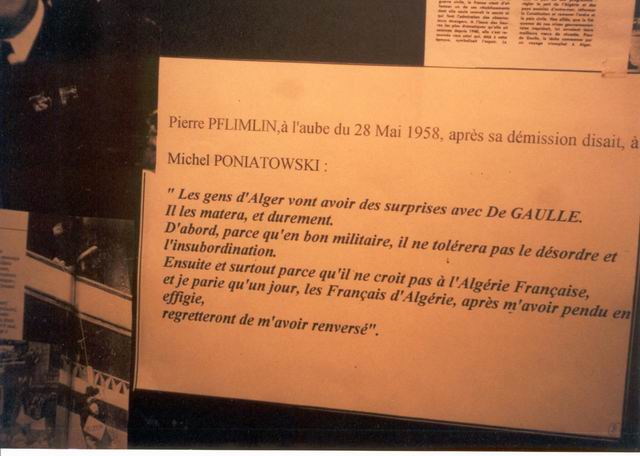 Pierre PFLIMLIN,à l'aube du 28 Mai 1958, après sa démission disait, à
Michel PONIATOWSKI :
" Les gens d'Alger vont avoir des surprises avec De GAULLE.
Il les matera, et durement.
D'abord, parce qu'en bon militaire, il ne tolérera pas le désordre et
l'insubordination.
Ensuite et surtout parce qu'il ne croit pas à l'Algérie Française,
et je parie qu'un jour, les Français d'Algérie, après m'avoir pendu en
effigie,
regretteront de m'avoir renversé".